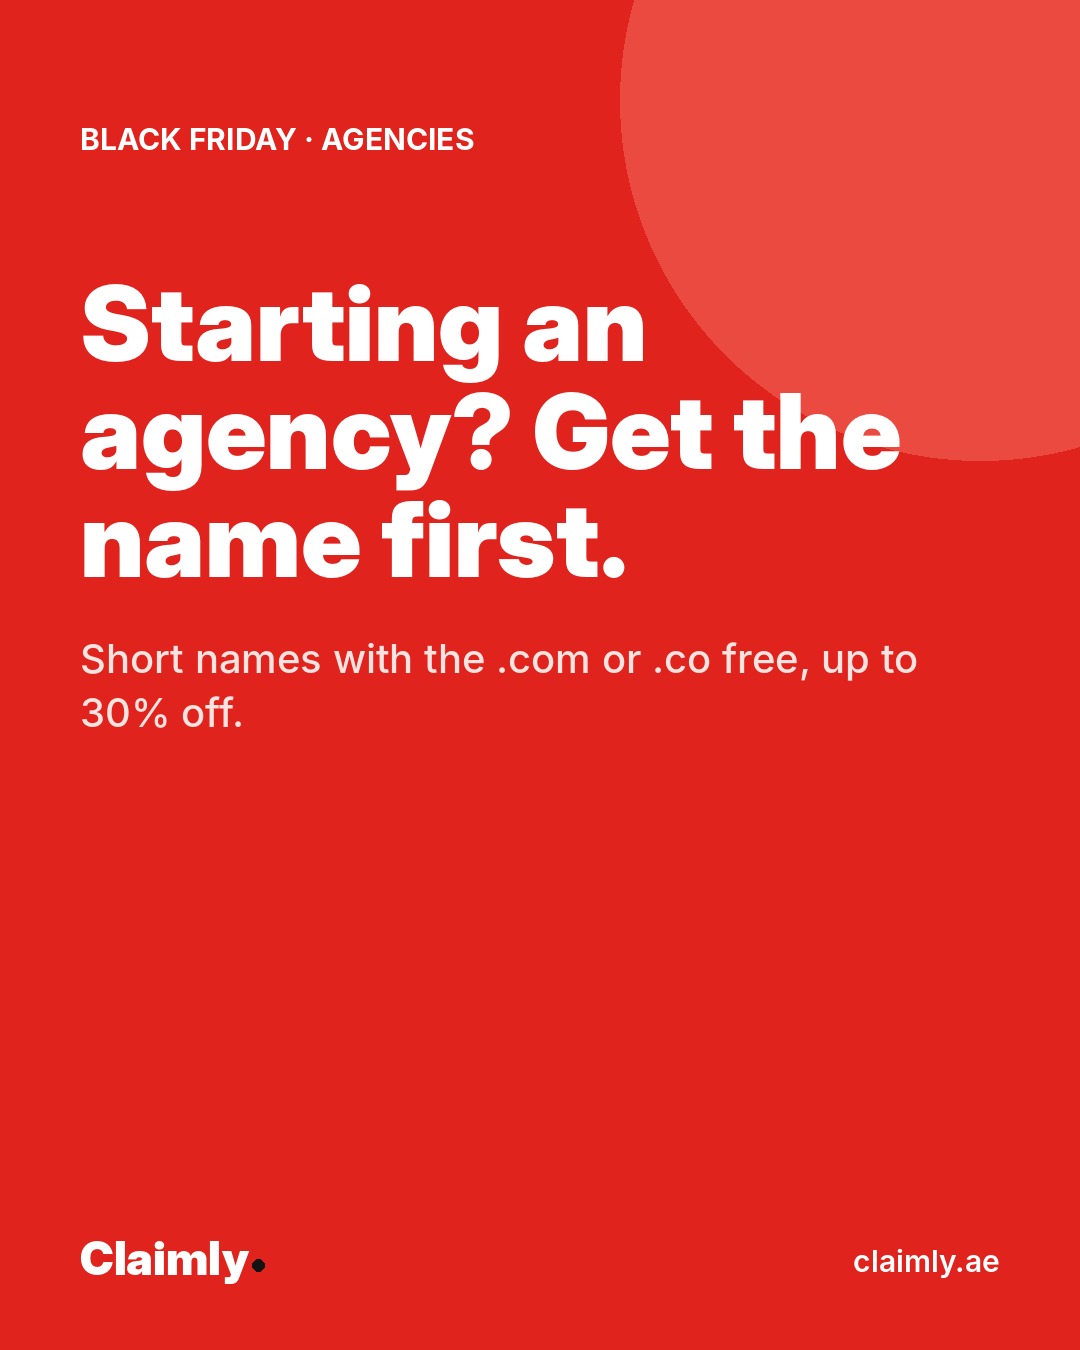 BLACK FRIDAY · AGENCIES
Starting an
agency? Get the
name first.
Short names with the .com or .co free, up to
30% off.
Claimly.
claimly.ae